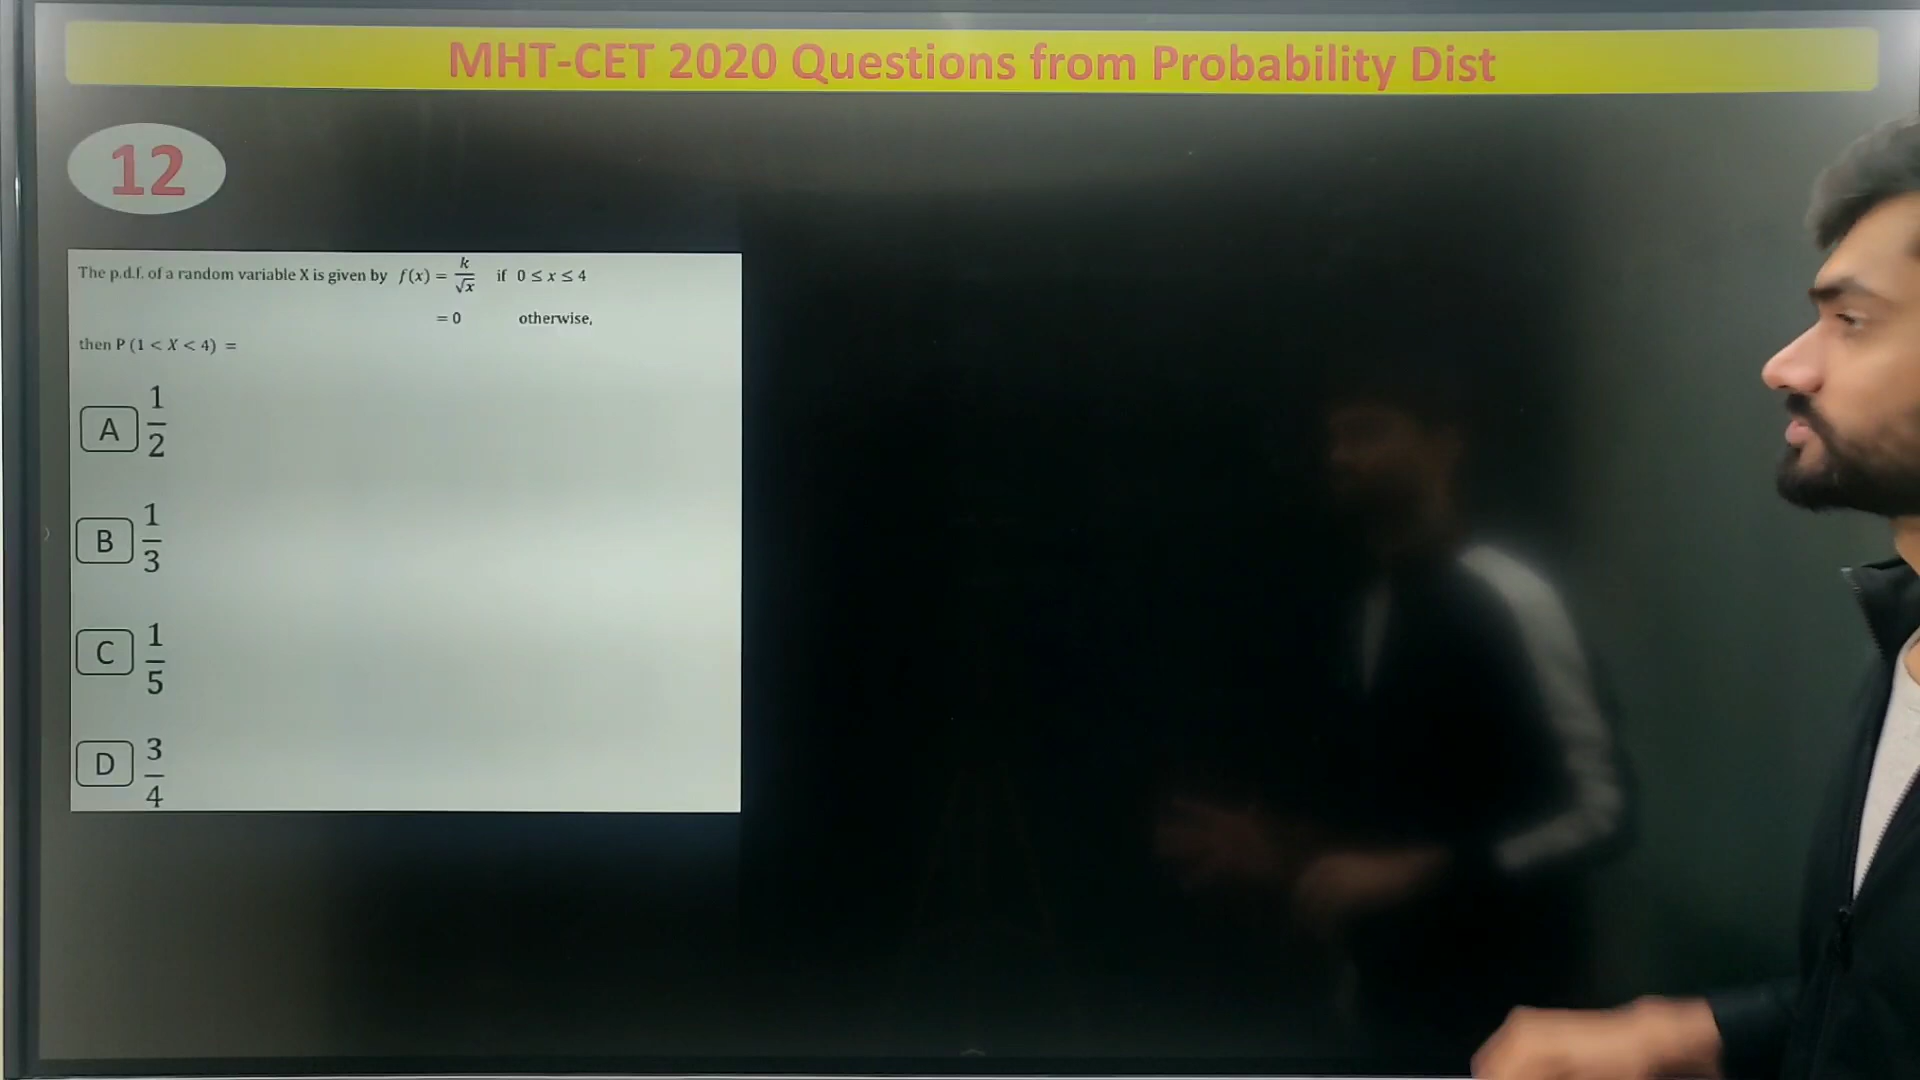 MHT-CET 2020 Questions from Probability Dist
12
The p.d.f. of a random variable X is given by f(x) = k/√x if 0 ≤ x ≤ 4
= 0 otherwise,
then P (1 < X < 4) =
A 1/2
B 1/3
C 1/5
D 3/4